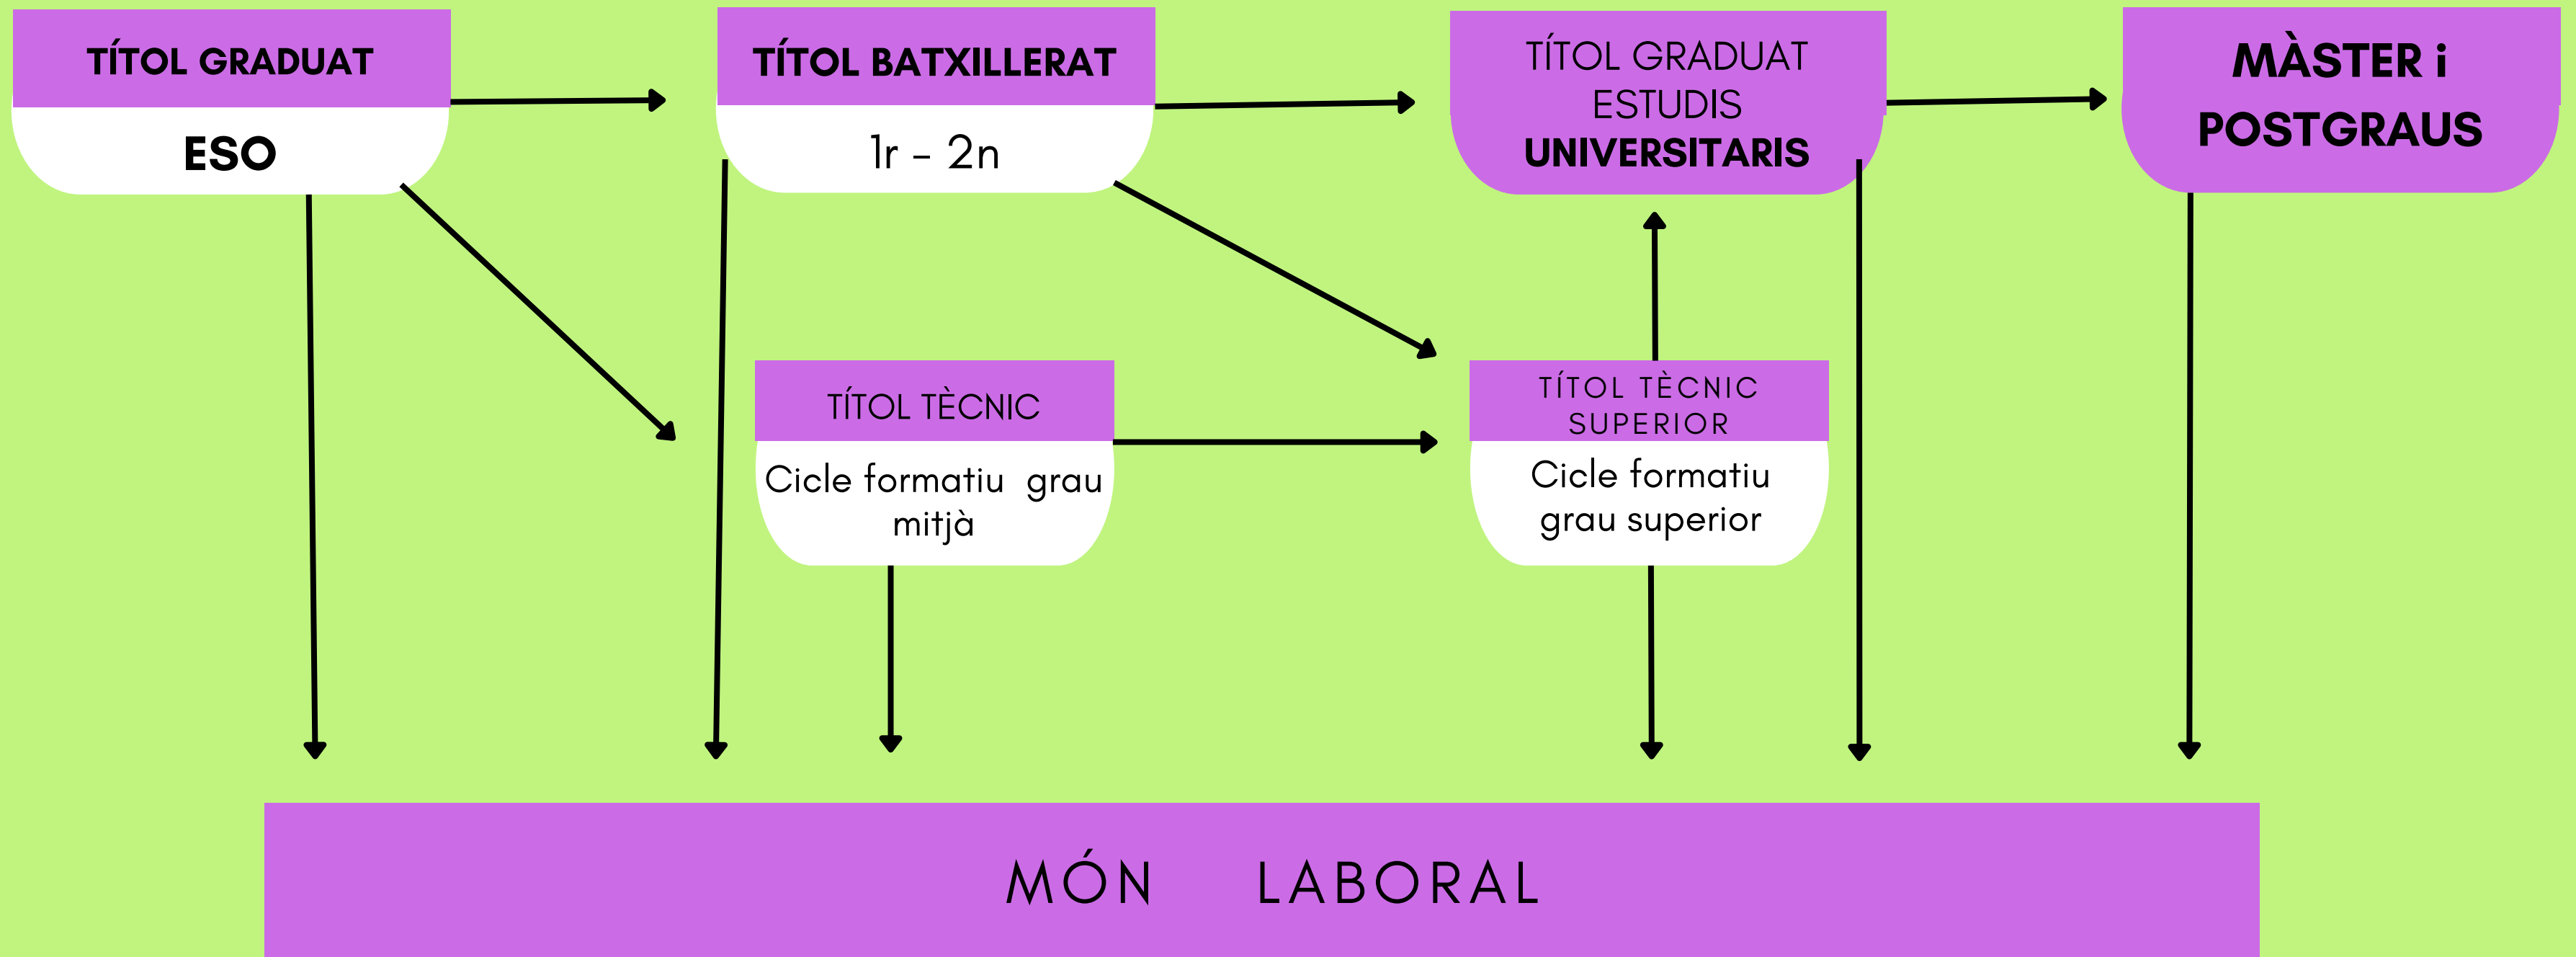 TÍTOL GRADUAT
ESO
TÍTOL BATXILLERAT
1r - 2n
TÍTOL GRADUAT
ESTUDIS
UNIVERSITARIS
MÀSTER i
POSTGRAUS
TÍTOL TÈCNIC
Cicle formatiu grau
mitjà
TÍTOL TÈCNIC
SUPERIOR
Cicle formatiu
grau superior
MÓN LABORAL